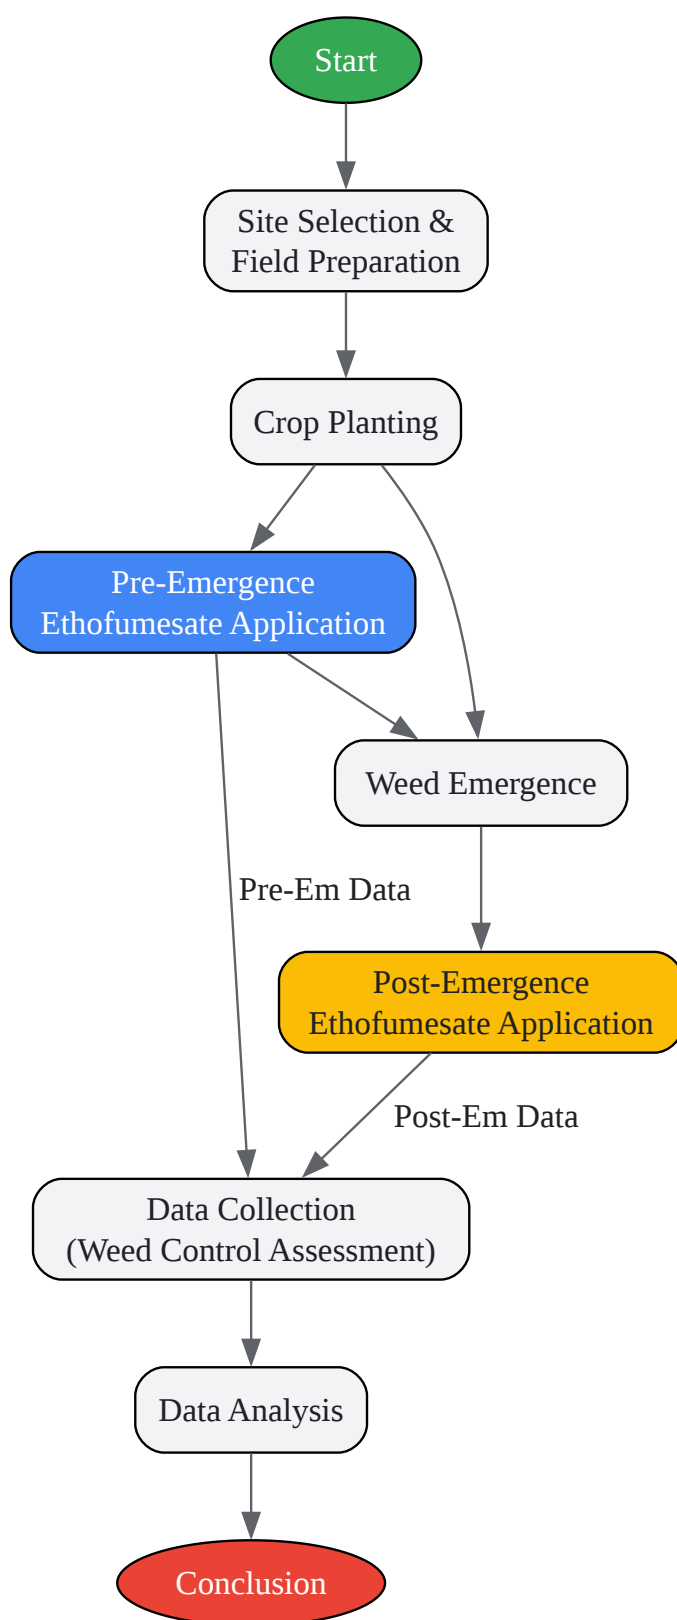 Start
Site Selection &
Field Preparation
Crop Planting
Pre-Emergence
Ethofumesate Application
Weed Emergence
Pre-Em Data
Post-Emergence
Ethofumesate Application
Post-Em Data
Data Collection
(Weed Control Assessment)
Data Analysis
Conclusion